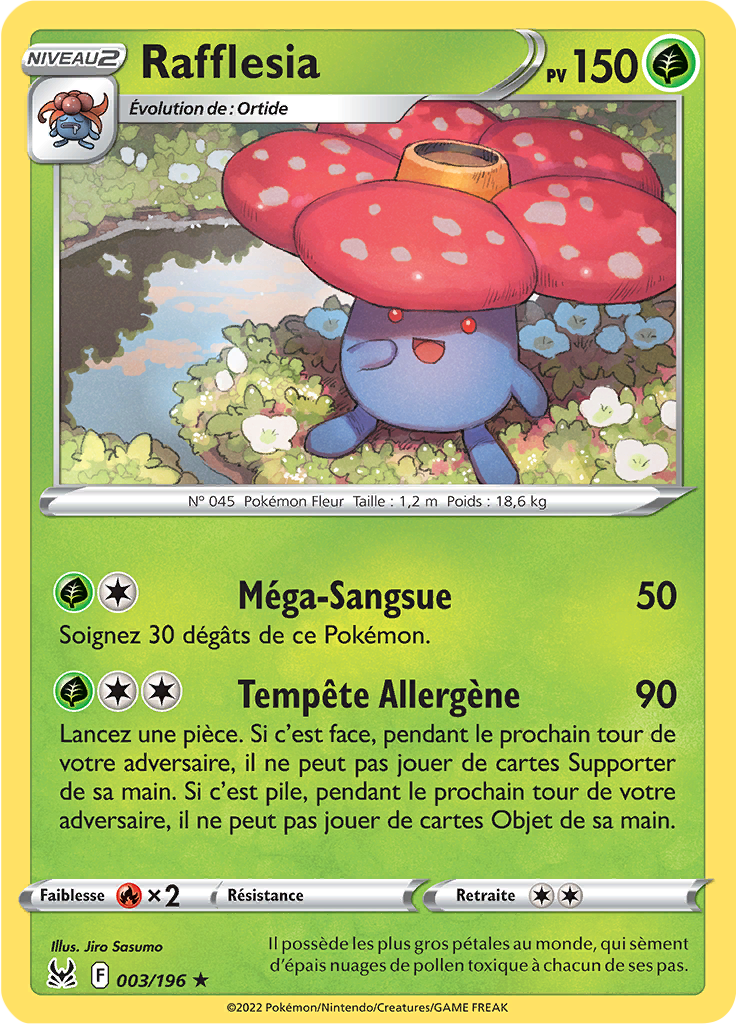 NIVEAU 2
Rafflesia
PV 150
Évolution de : Ortide
N° 045 Pokémon Fleur Taille : 1,2 m Poids : 18,6 kg
Méga-Sangsue 50
Soignez 30 dégâts de ce Pokémon.
Tempête Allergène 90
Lancez une pièce. Si c'est face, pendant le prochain tour de
votre adversaire, il ne peut pas jouer de cartes Supporter
de sa main. Si c'est pile, pendant le prochain tour de votre
adversaire, il ne peut pas jouer de cartes Objet de sa main.
Faiblesse ×2 Résistance Retraite
Illus. Jiro Sasumo
Il possède les plus gros pétales au monde, qui sèment
d'épais nuages de pollen toxique à chacun de ses pas.
F 003/196 ★
©2022 Pokémon/Nintendo/Creatures/GAME FREAK